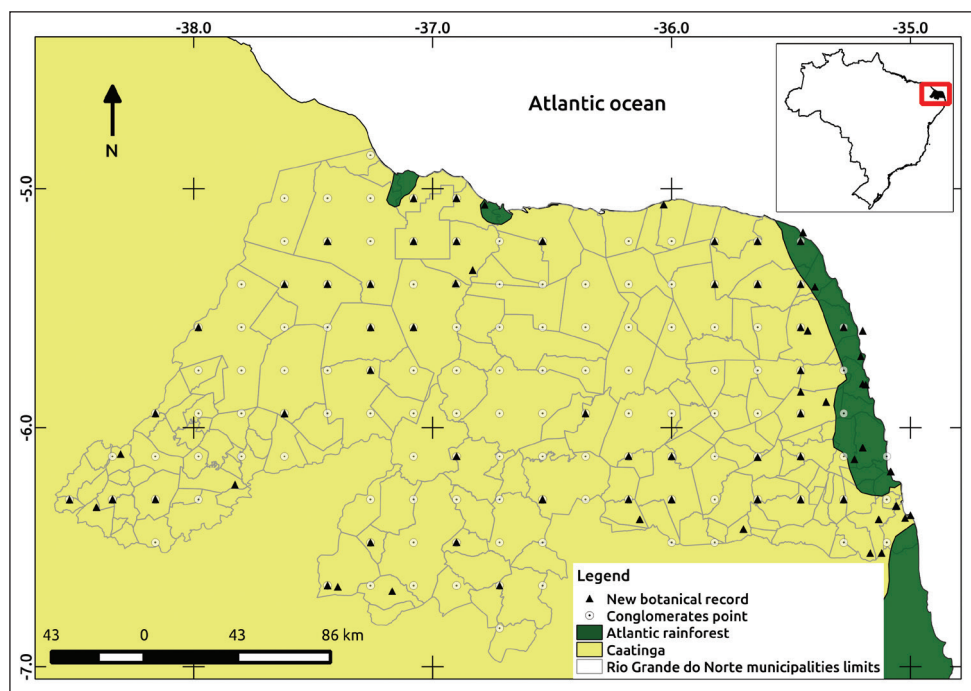 -38.0 -37.0 -36.0 -35.0
Atlantic ocean
N
-5.0
-6.0
-7.0
Legend
New botanical record
Conglomerates point
Atlantic rainforest
Caatinga
Rio Grande do Norte municipalities limits
43 0 43 86 km